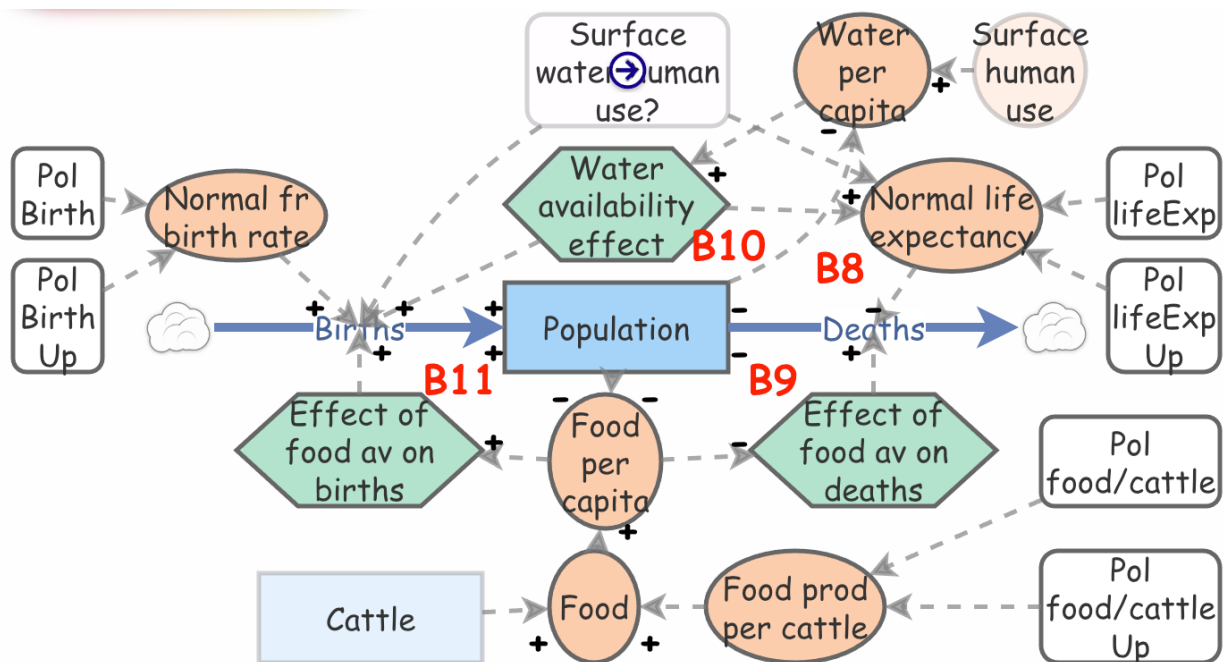 Surface
water human
use?
Water
per
capita
Surface
human
use
+
-
Pol
Birth
Normal fr
birth rate
Water
availability
effect
+
+
Normal life
expectancy
Pol
lifeExp
B10
B8
Pol
Birth
Up
Pol
lifeExp
Up
+
Births
+
+
+
+
Population
-
-
-
Deaths
+
B11
B9
Effect of
food av on
births
+
-
-
Food
per
capita
+
-
Effect of
food av on
deaths
Pol
food/cattle
Cattle
+
Food
+
Food prod
per cattle
Pol
food/cattle
Up